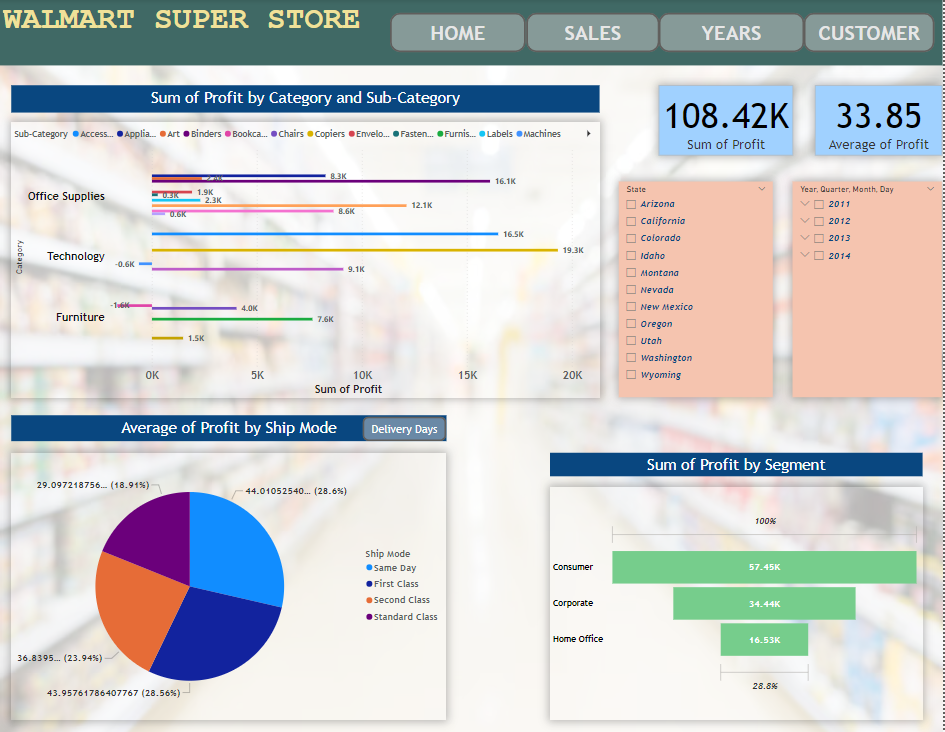 WALMART SUPER STORE
HOME
SALES
YEARS
CUSTOMER
Sum of Profit by Category and Sub-Category
108.42K
Sum of Profit
33.85
Average of Profit
Sub-Category Access... Applia... Art Binders Bookca... Chairs Copiers Envelo... Fasten... Furnis... Labels Machines
Category
Office Supplies
8.3K
2.4K
16.1K
1.9K
0.3K
2.3K
12.1K
8.6K
0.6K
Technology
16.5K
19.3K
-0.6K
9.1K
Furniture
-1.6K
4.0K
7.6K
1.5K
0K 5K 10K 15K 20K
Sum of Profit
State
Arizona
California
Colorado
Idaho
Montana
Nevada
New Mexico
Oregon
Utah
Washington
Wyoming
Year, Quarter, Month, Day
2011
2012
2013
2014
Average of Profit by Ship Mode
Delivery Days
29.097218756... (18.91%)
44.01052540... (28.6%)
36.8395... (23.94%)
43.95761786407767 (28.56%)
Ship Mode
Same Day
First Class
Second Class
Standard Class
Sum of Profit by Segment
100%
Consumer 57.45K
Corporate 34.44K
Home Office 16.53K
28.8%